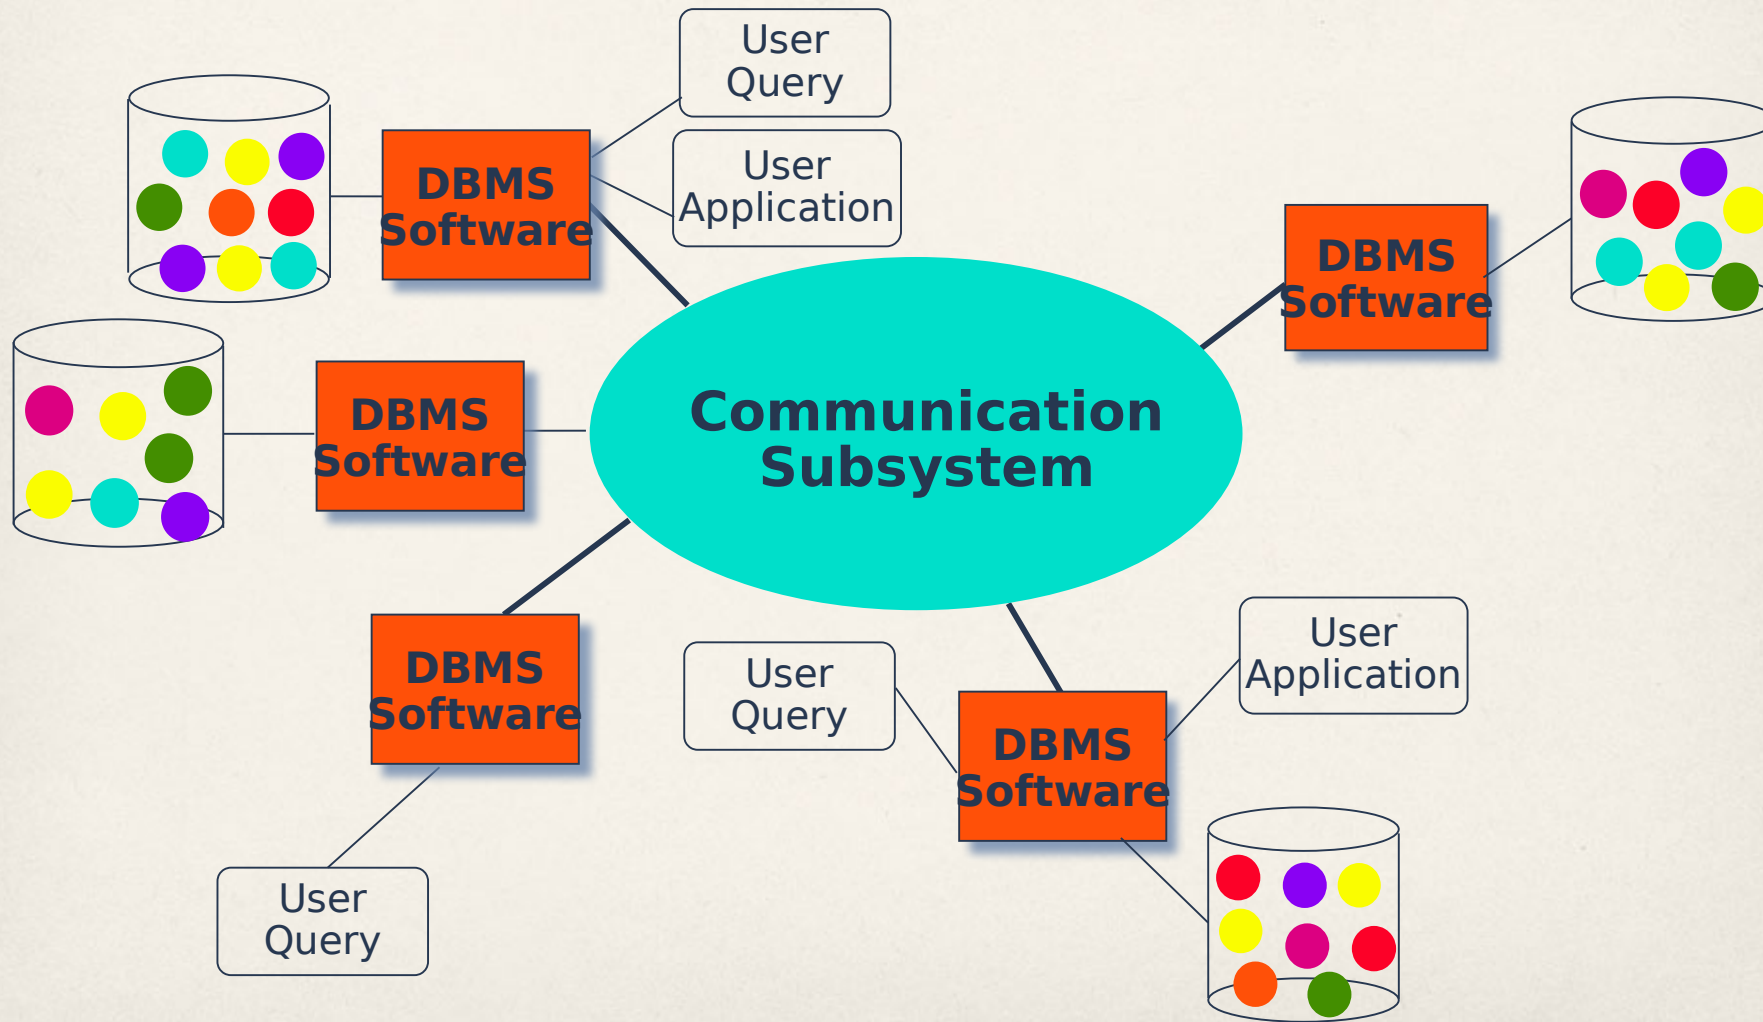 User
Query
DBMS
Software
User
Application
DBMS
Software
DBMS
Software
Communication
Subsystem
DBMS
Software
User
Query
User
Application
DBMS
Software
User
Query